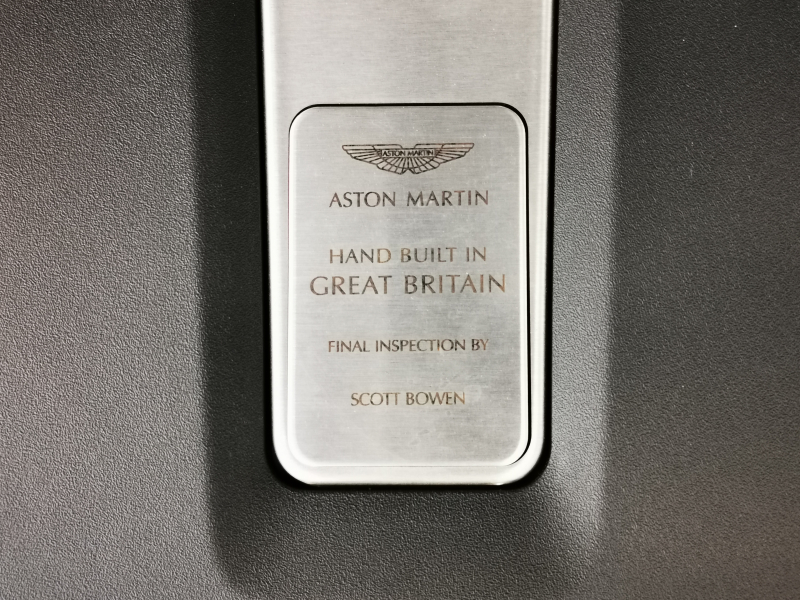 ASTON MARTIN
ASTON MARTIN
HAND BUILT IN
GREAT BRITAIN
FINAL INSPECTION BY
SCOTT BOWEN